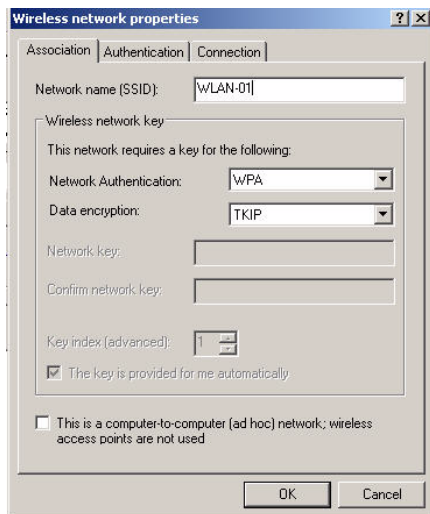 Wireless network properties
Association
Authentication
Connection
Network name (SSID):
WLAN-01
Wireless network key
This network requires a key for the following:
Network Authentication:
WPA
Data encryption:
TKIP
Network key:
Confirm network key:
Key index (advanced):
1
The key is provided for me automatically
This is a computer-to-computer (ad hoc) network; wireless
access points are not used
OK
Cancel